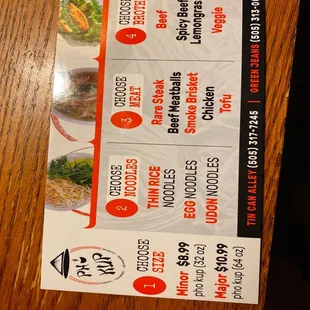 PHO
KUP
1
CHOOSE
SIZE
Minor $8.99
pho kup (32 oz)
Major $10.99
pho kup (64 oz)
2
CHOOSE
NOODLES
THIN RICE
NOODLES
EGG NOODLES
UDON NOODLES
3
CHOOSE
MEAT
Rare Steak
Beef Meatballs
Smoke Brisket
Chicken
Tofu
4
CHOOSE
BROTH
Beef
Spicy Beef
Lemongrass
Veggie
TIN CAN ALLEY (505) 317-7245 | GREEN JEANS (505) 313-00